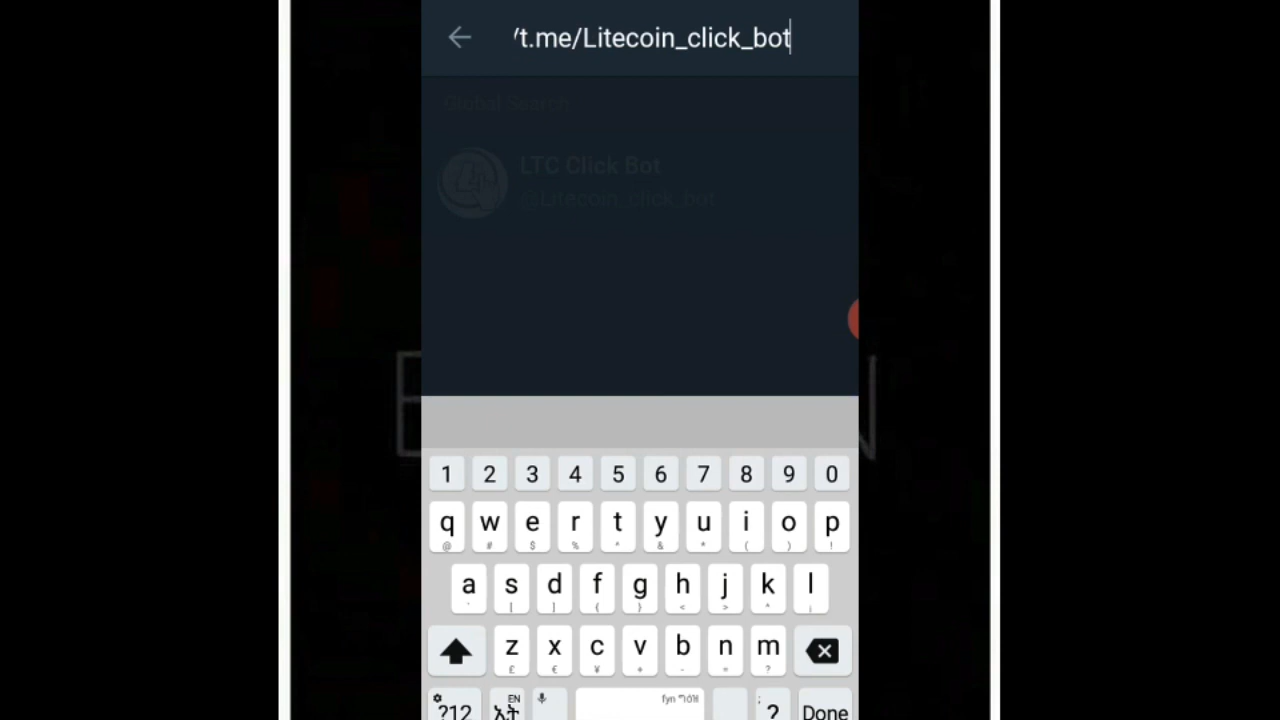 /t.me/Litecoin_click_bot
Global Search
LTC Click Bot
@Litecoin_click_bot
1 2 3 4 5 6 7 8 9 0
q w e r t y u i o p
@ # $ % ^ & * ( ) !
a s d f g h j k l
z x c v b n m
£ € ¥ + - = ?
EN
?12 አት ? Done